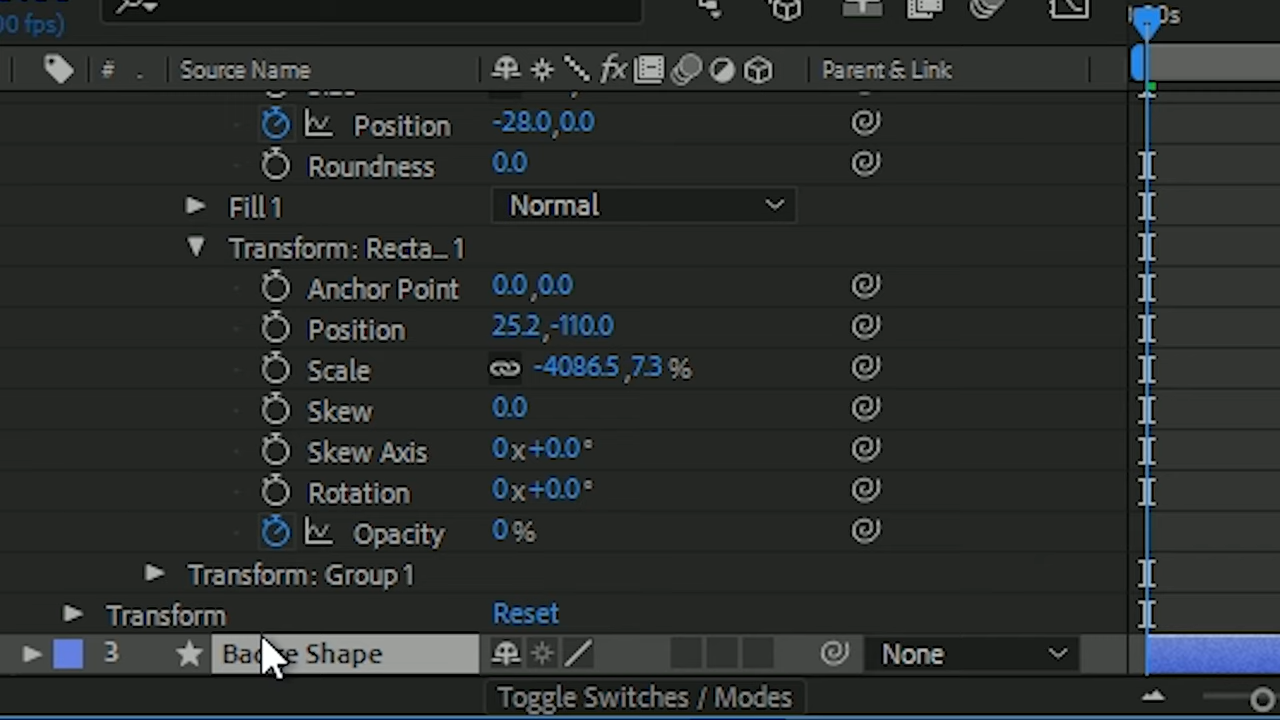 00 fps)
# . Source Name fx Parent & Link
Position -28.0,0.0
Roundness 0.0
Fill 1 Normal
Transform: Recta... 1
Anchor Point 0.0,0.0
Position 25.2,-110.0
Scale -4086.5,7.3 %
Skew 0.0
Skew Axis 0x+0.0°
Rotation 0x+0.0°
Opacity 0 %
Transform: Group 1
Transform Reset
3 Shape None
Toggle Switches / Modes